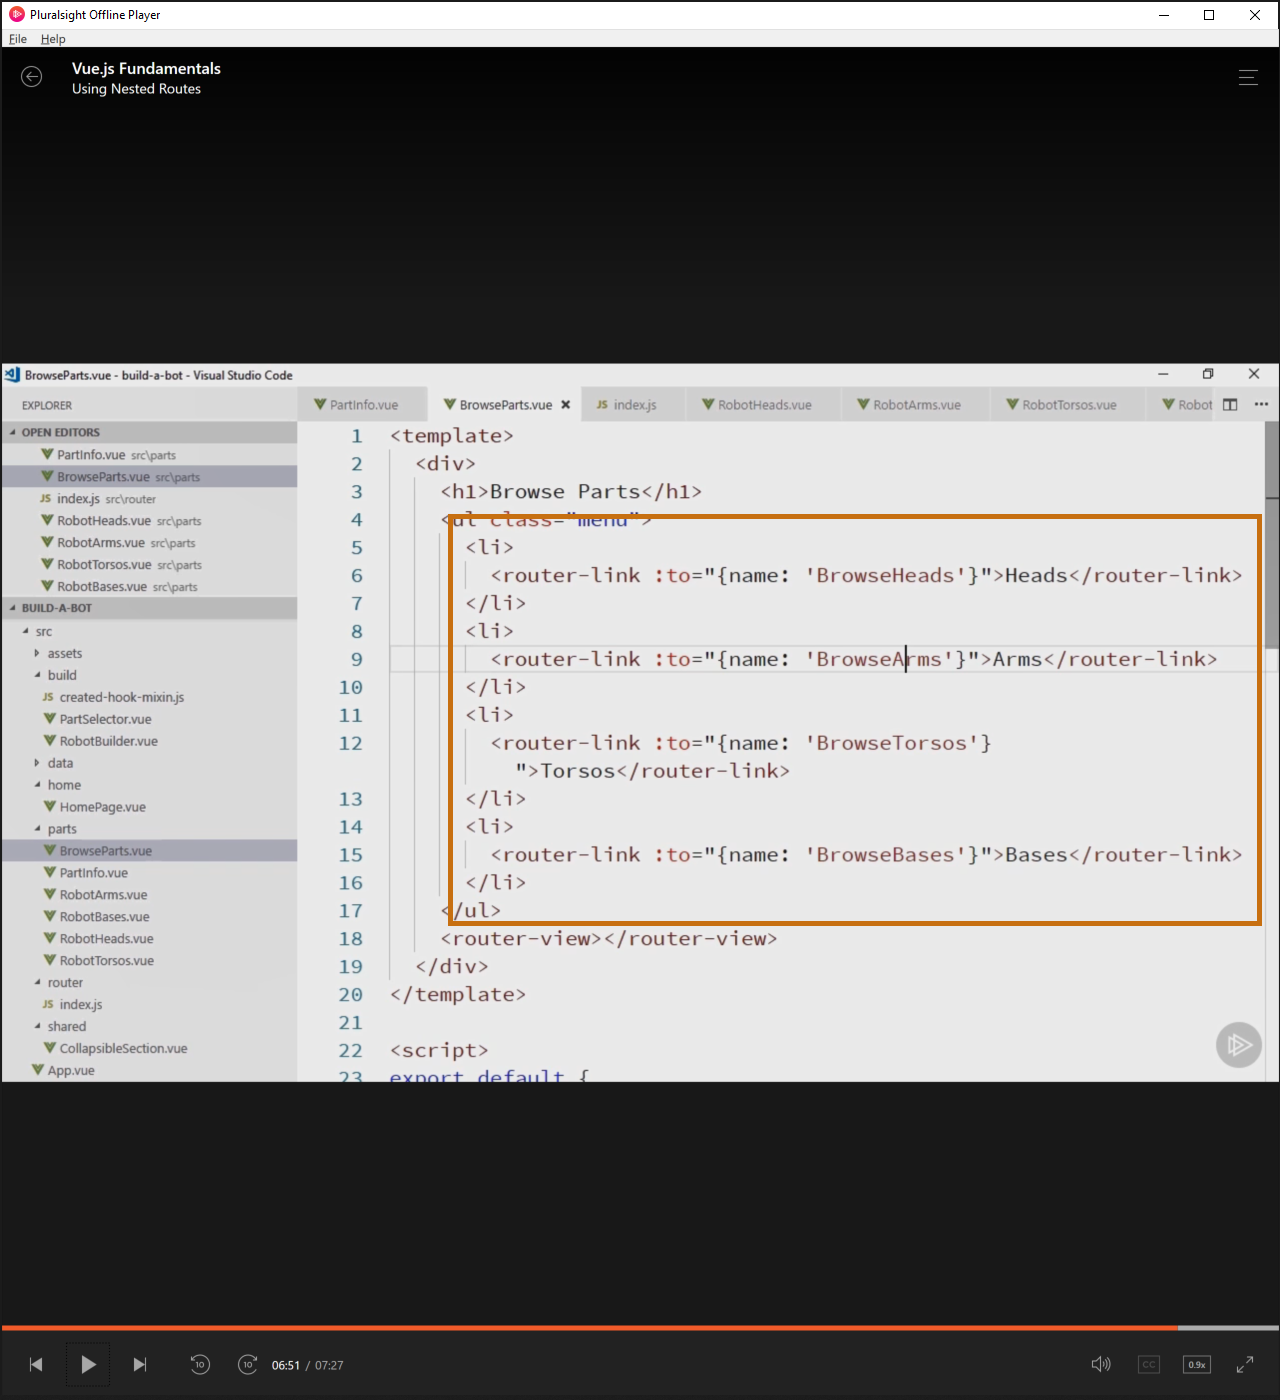 Pluralsight Offline Player
File Help
Vue.js Fundamentals
Using Nested Routes
BrowseParts.vue - build-a-bot - Visual Studio Code
EXPLORER
PartInfo.vue BrowseParts.vue JS index.js RobotHeads.vue RobotArms.vue RobotTorsos.vue Robot
OPEN EDITORS
PartInfo.vue src\parts
BrowseParts.vue src\parts
JS index.js src\router
RobotHeads.vue src\parts
RobotArms.vue src\parts
RobotTorsos.vue src\parts
RobotBases.vue src\parts
BUILD-A-BOT
src
assets
build
JS created-hook-mixin.js
PartSelector.vue
RobotBuilder.vue
data
home
HomePage.vue
parts
BrowseParts.vue
PartInfo.vue
RobotArms.vue
RobotBases.vue
RobotHeads.vue
RobotTorsos.vue
router
JS index.js
shared
CollapsibleSection.vue
App.vue
1 <template>
2 <div>
3 <h1>Browse Parts</h1>
4 <ul class="menu">
5 <li>
6 <router-link :to="{name: 'BrowseHeads'}">Heads</router-link>
7 </li>
8 <li>
9 <router-link :to="{name: 'BrowseArms'}">Arms</router-link>
10 </li>
11 <li>
12 <router-link :to="{name: 'BrowseTorsos'}
">Torsos</router-link>
13 </li>
14 <li>
15 <router-link :to="{name: 'BrowseBases'}">Bases</router-link>
16 </li>
17 </ul>
18 <router-view></router-view>
19 </div>
20 </template>
21
22 <script>
23 export default {
10 10 06:51 / 07:27 CC 0.9x